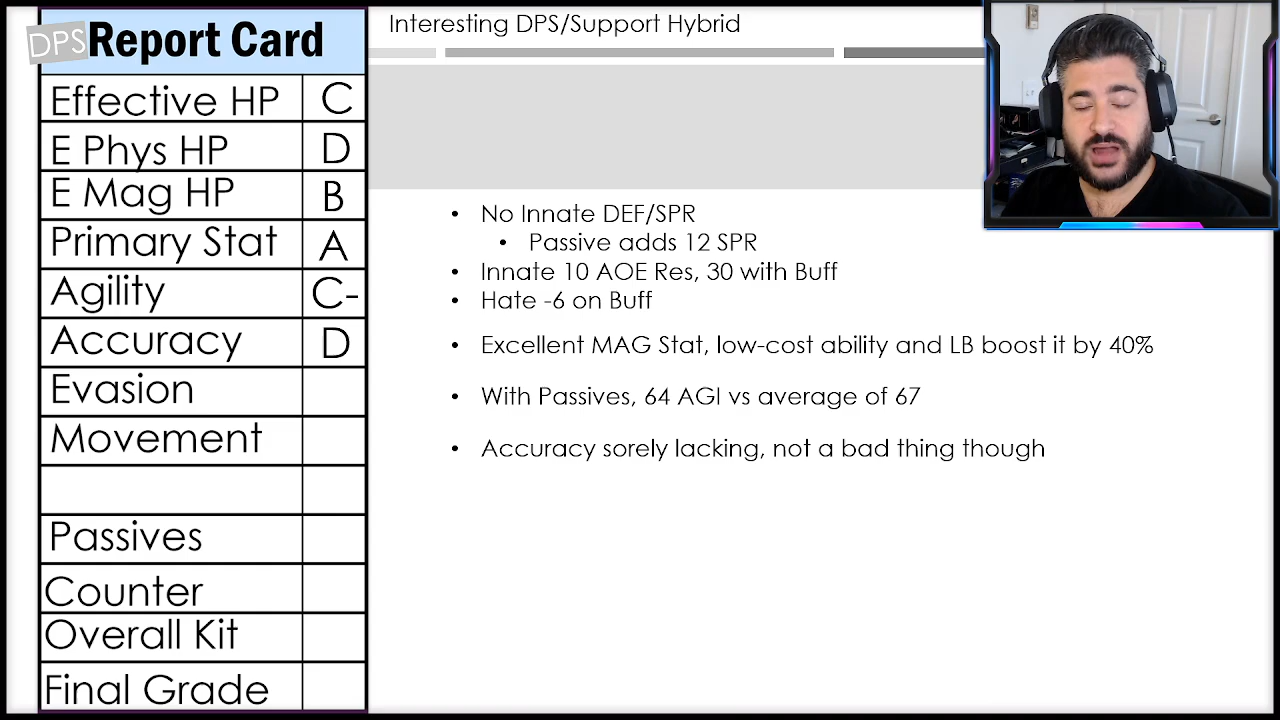 DPS Report Card
Effective HP C
E Phys HP D
E Mag HP B
Primary Stat A
Agility C-
Accuracy D
Evasion
Movement
Passives
Counter
Overall Kit
Final Grade
Interesting DPS/Support Hybrid
• No Innate DEF/SPR
• Passive adds 12 SPR
• Innate 10 AOE Res, 30 with Buff
• Hate -6 on Buff
• Excellent MAG Stat, low-cost ability and LB boost it by 40%
• With Passives, 64 AGI vs average of 67
• Accuracy sorely lacking, not a bad thing though